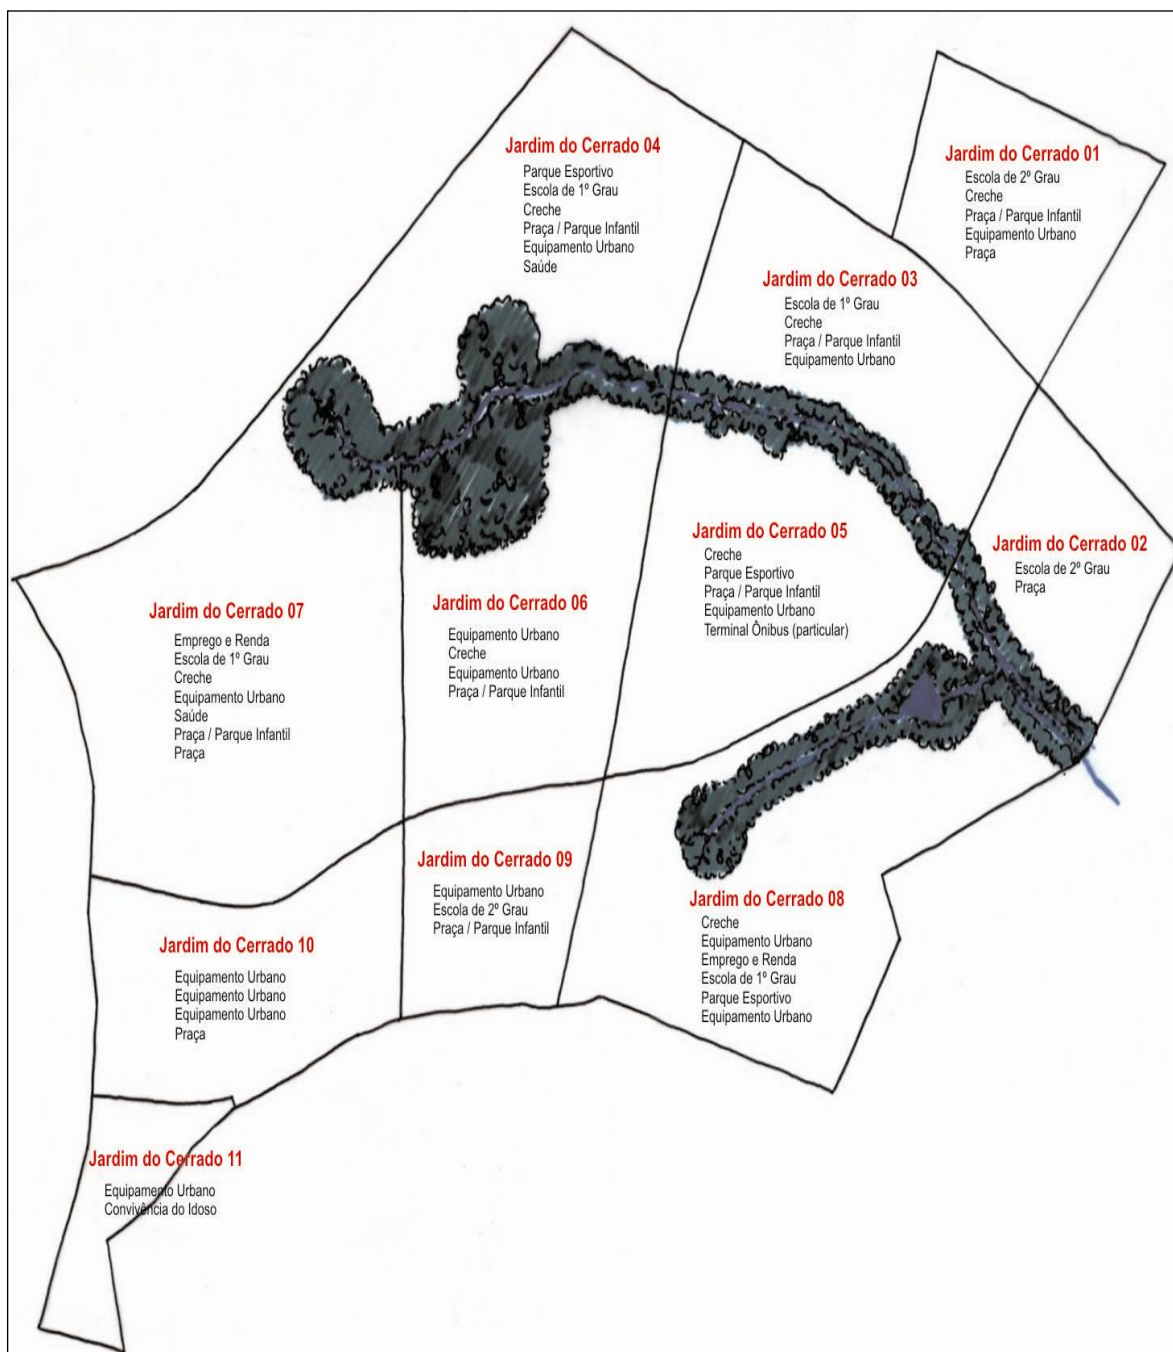 Jardim do Cerrado 04
Parque Esportivo
Escola de 1º Grau
Creche
Praça / Parque Infantil
Equipamento Urbano
Saúde
Jardim do Cerrado 01
Escola de 2º Grau
Creche
Praça / Parque Infantil
Equipamento Urbano
Praça
Jardim do Cerrado 03
Escola de 1º Grau
Creche
Praça / Parque Infantil
Equipamento Urbano
Jardim do Cerrado 05
Creche
Parque Esportivo
Praça / Parque Infantil
Equipamento Urbano
Terminal Ônibus (particular)
Jardim do Cerrado 02
Escola de 2º Grau
Praça
Jardim do Cerrado 07
Emprego e Renda
Escola de 1º Grau
Creche
Equipamento Urbano
Saúde
Praça / Parque Infantil
Praça
Jardim do Cerrado 06
Equipamento Urbano
Creche
Equipamento Urbano
Praça / Parque Infantil
Jardim do Cerrado 09
Equipamento Urbano
Escola de 2º Grau
Praça / Parque Infantil
Jardim do Cerrado 08
Creche
Equipamento Urbano
Emprego e Renda
Escola de 1º Grau
Parque Esportivo
Equipamento Urbano
Jardim do Cerrado 10
Equipamento Urbano
Equipamento Urbano
Equipamento Urbano
Praça
Jardim do Cerrado 11
Equipamento Urbano
Convivência do Idoso